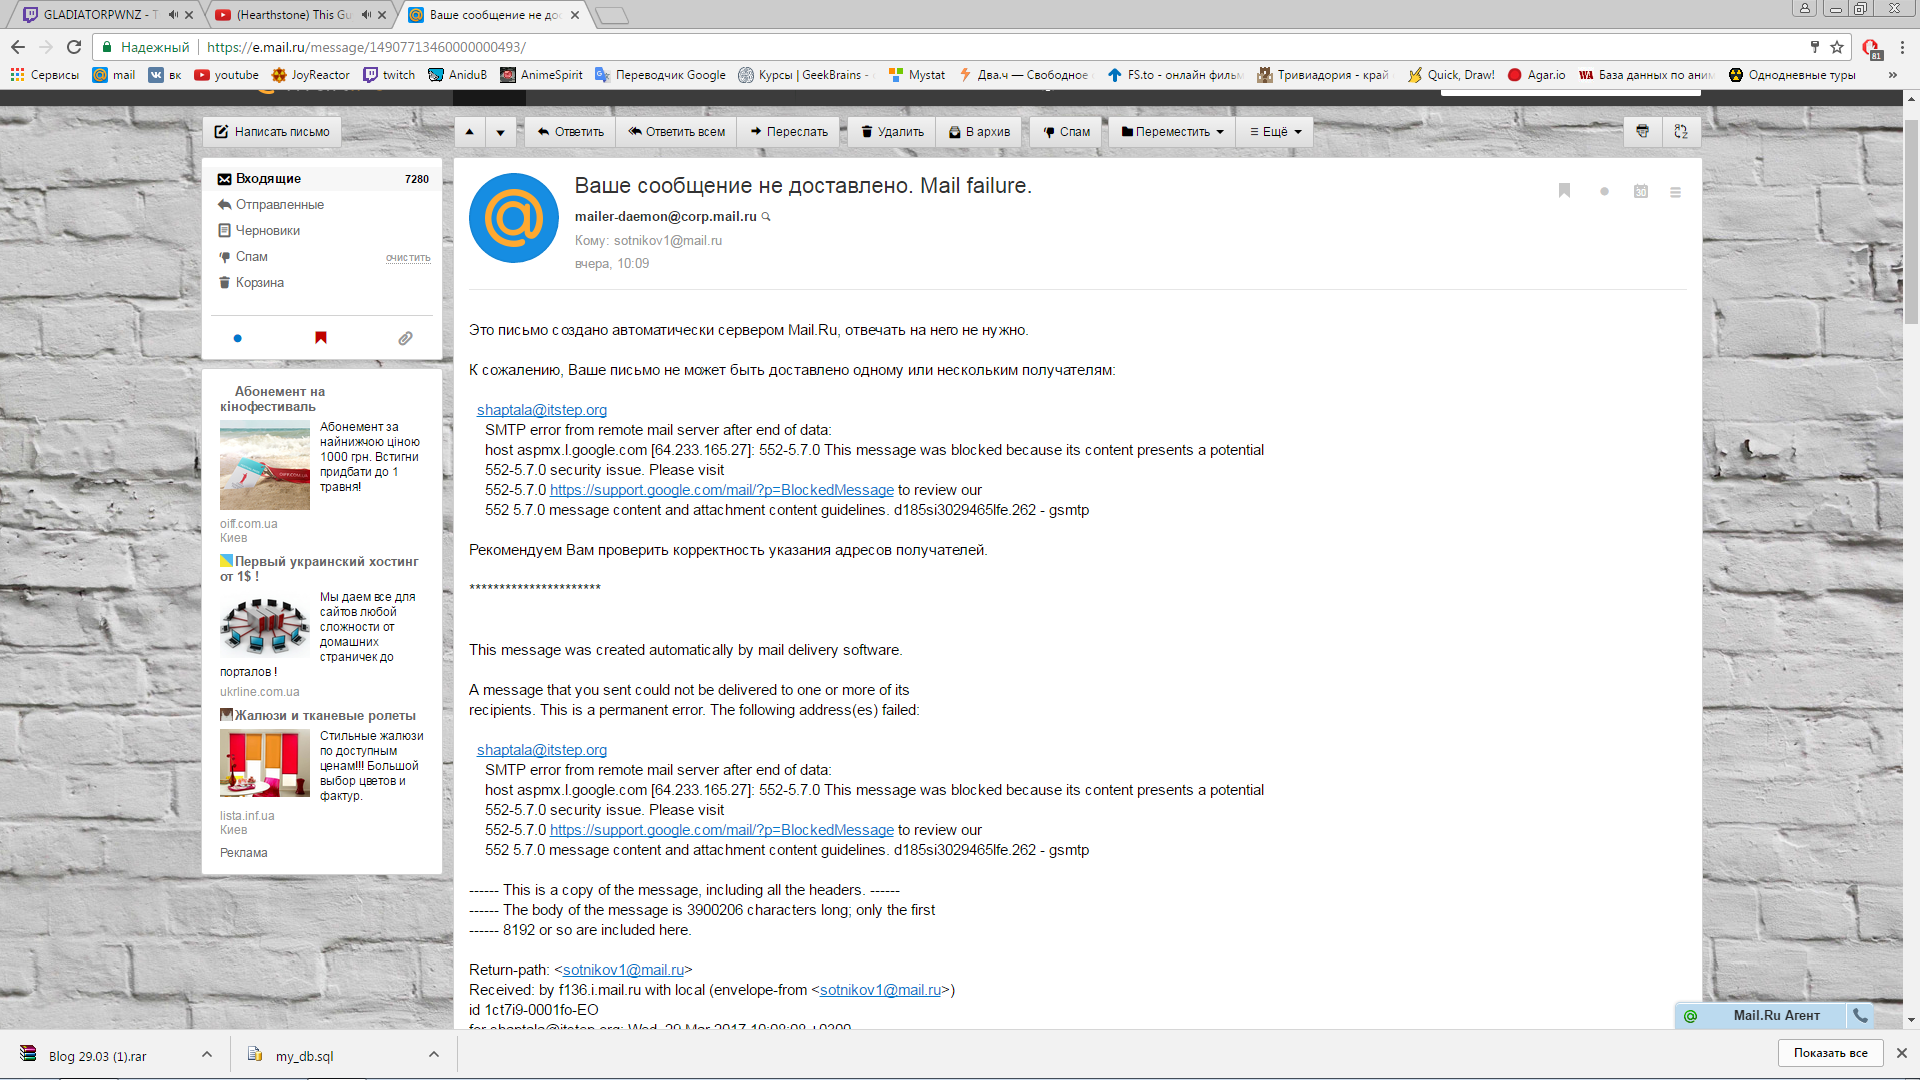 GLADIATORPWNZ - T
(Hearthstone) This Gu
Ваше сообщение не дос
Надежный
https://e.mail.ru/message/14907713460000000493/
81
Сервисы
mail
вк
youtube
JoyReactor
twitch
AniduB
AnimeSpirit
Переводчик Google
Курсы | GeekBrains -
Mystat
Два.ч — Свободное
FS.to - онлайн фильм
Тривиадория - край
Quick, Draw!
Agar.io
База данных по аним
Однодневные туры
»
Написать письмо
Ответить
Ответить всем
Переслать
Удалить
В архив
Спам
Переместить
Ещё
Входящие 7280
Отправленные
Черновики
Спам очистить
Корзина
Абонемент на
кінофестиваль
Абонемент за
найнижчою ціною
1000 грн. Встигни
придбати до 1
травня!
oiff.com.ua
Киев
Первый украинский хостинг
от 1$ !
Мы даем все для
сайтов любой
сложности от
домашних
страничек до
порталов !
ukrline.com.ua
Жалюзи и тканевые ролеты
Стильные жалюзи
по доступным
ценам!!! Большой
выбор цветов и
фактур.
lista.inf.ua
Киев
Реклама
Ваше сообщение не доставлено. Mail failure.
30
mailer-daemon@corp.mail.ru
Кому: sotnikov1@mail.ru
вчера, 10:09
Это письмо создано автоматически сервером Mail.Ru, отвечать на него не нужно.
К сожалению, Ваше письмо не может быть доставлено одному или нескольким получателям:
shaptala@itstep.org
SMTP error from remote mail server after end of data:
host aspmx.l.google.com [64.233.165.27]: 552-5.7.0 This message was blocked because its content presents a potential
552-5.7.0 security issue. Please visit
552-5.7.0 https://support.google.com/mail/?p=BlockedMessage to review our
552 5.7.0 message content and attachment content guidelines. d185si3029465lfe.262 - gsmtp
Рекомендуем Вам проверить корректность указания адресов получателей.
**********************
This message was created automatically by mail delivery software.
A message that you sent could not be delivered to one or more of its
recipients. This is a permanent error. The following address(es) failed:
shaptala@itstep.org
SMTP error from remote mail server after end of data:
host aspmx.l.google.com [64.233.165.27]: 552-5.7.0 This message was blocked because its content presents a potential
552-5.7.0 security issue. Please visit
552-5.7.0 https://support.google.com/mail/?p=BlockedMessage to review our
552 5.7.0 message content and attachment content guidelines. d185si3029465lfe.262 - gsmtp
------ This is a copy of the message, including all the headers. ------
------ The body of the message is 3900206 characters long; only the first
------ 8192 or so are included here.
Return-path: <sotnikov1@mail.ru>
Received: by f136.i.mail.ru with local (envelope-from <sotnikov1@mail.ru>)
id 1ct7i9-0001fo-EO
for shaptala@itstep.org; Wed, 29 Mar 2017 10:08:08 +0300
Mail.Ru Агент
Blog 29.03 (1).rar
my_db.sql
Показать все